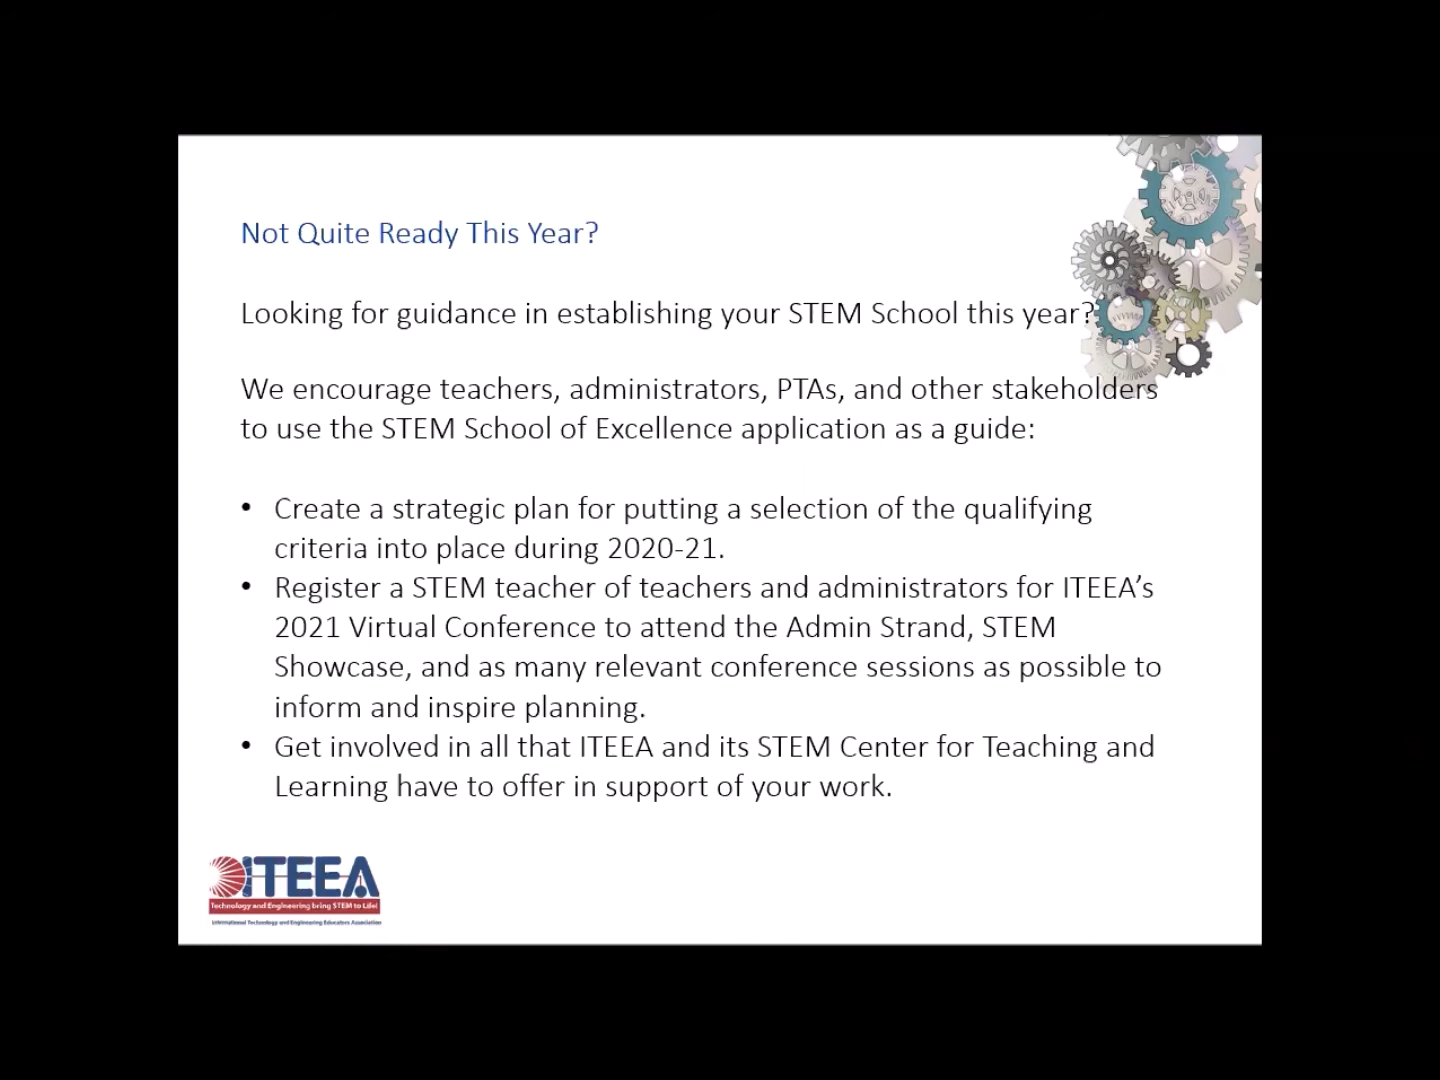 Not Quite Ready This Year?
Looking for guidance in establishing your STEM School this year?
We encourage teachers, administrators, PTAs, and other stakeholders
to use the STEM School of Excellence application as a guide:
• Create a strategic plan for putting a selection of the qualifying
criteria into place during 2020-21.
• Register a STEM teacher of teachers and administrators for ITEEA’s
2021 Virtual Conference to attend the Admin Strand, STEM
Showcase, and as many relevant conference sessions as possible to
inform and inspire planning.
• Get involved in all that ITEEA and its STEM Center for Teaching and
Learning have to offer in support of your work.
ITEEA
Technology and Engineering bring STEM to Life!
International Technology and Engineering Educators Association